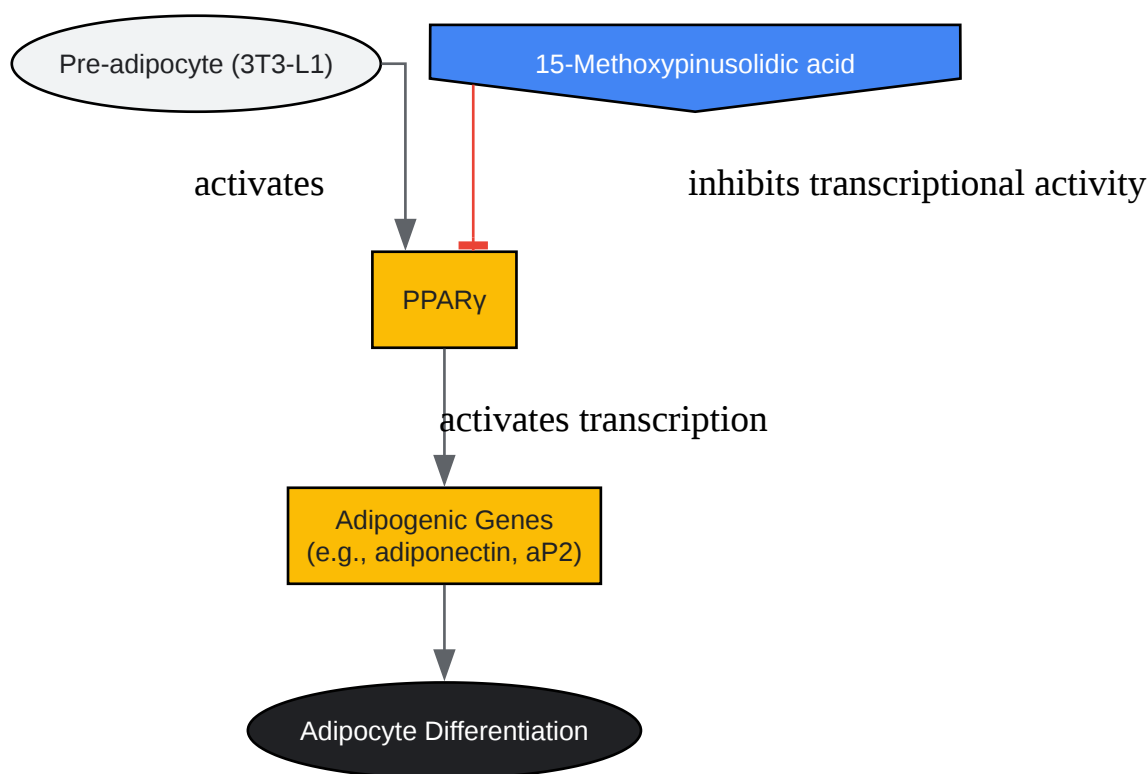 Pre-adipocyte (3T3-L1)
15-Methoxypinusolidic acid
activates
inhibits transcriptional activity
PPARγ
activates transcription
Adipogenic Genes
(e.g., adiponectin, aP2)
Adipocyte Differentiation